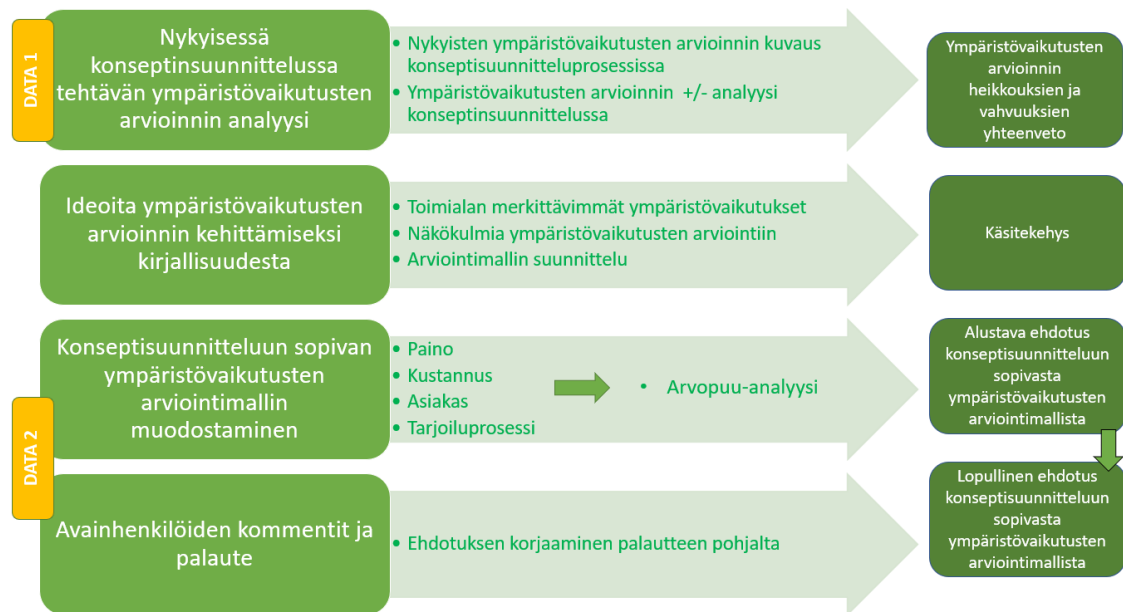 DATA 1
Nykyisessä
konseptinsuunnittelussa
tehtävän ympäristövaikutusten
arvioinnin analyysi
• Nykyisten ympäristövaikutusten arvioinnin kuvaus
konseptisuunnitteluprosessissa
• Ympäristövaikutusten arvioinnin +/- analyysi
konseptinsuunnittelussa
Ympäristövaikutusten
arvioinnin
heikkouksien ja
vahvuuksien
yhteenveto
Ideoita ympäristövaikutusten
arvioinnin kehittämiseksi
kirjallisuudesta
• Toimialan merkittävimmät ympäristövaikutukset
• Näkökulmia ympäristövaikutusten arviointiin
• Arviointimallin suunnittelu
Käsitekehys
DATA 2
Konseptisuunnitteluun sopivan
ympäristövaikutusten
arviointimallin
muodostaminen
• Paino
• Kustannus
• Asiakas
• Tarjoiluprosessi
• Arvopuu-analyysi
Alustava ehdotus
konseptisuunnitteluun
sopivasta
ympäristövaikutusten
arviointimallista
Avainhenkilöiden kommentit ja
palaute
• Ehdotuksen korjaaminen palautteen pohjalta
Lopullinen ehdotus
konseptisuunnitteluun
sopivasta
ympäristövaikutusten
arviointimallista